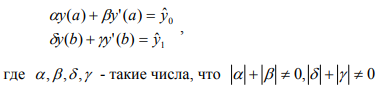 αy(a) + βy'(a) = ŷ₀
δy(b) + γy'(b) = ŷ₁ ,
где α, β, δ, γ - такие числа, что |α| + |β| ≠ 0, |δ| + |γ| ≠ 0